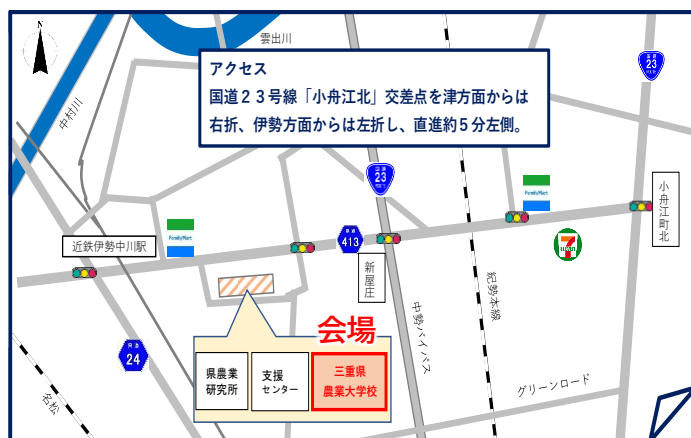 N
雲出川
国道
23
ROUTE
アクセス
国道23号線「小舟江北」交差点を津方面からは
右折、伊勢方面からは左折し、直進約5分左側。
中村川
国道
23
FamilyMart
小舟江町北
FamilyMart
県道
413
近鉄伊勢中川駅
7
ELEVEN
新屋庄
紀勢本線
会場
中勢バイパス
県道
24
県農業
研究所
支援
センター
三重県
農業大学校
グリーンロード
名松